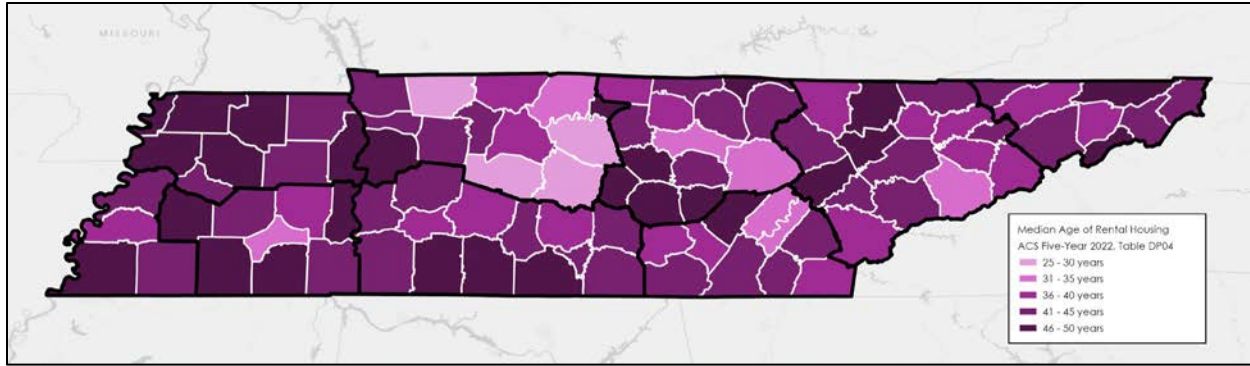 MISSOURI
Median Age of Rental Housing
ACS Five-Year 2022, Table DP04
25 - 30 years
31 - 35 years
36 - 40 years
41 - 45 years
46 - 50 years